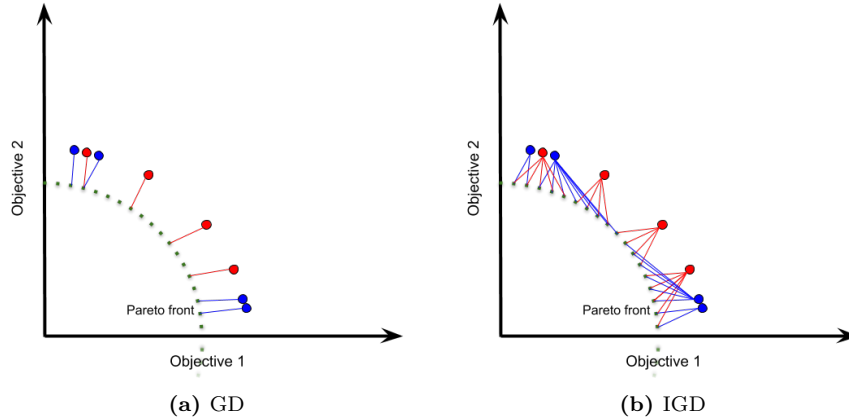 Objective 2
Pareto front
Objective 1
(a) GD
Objective 2
Pareto front
Objective 1
(b) IGD